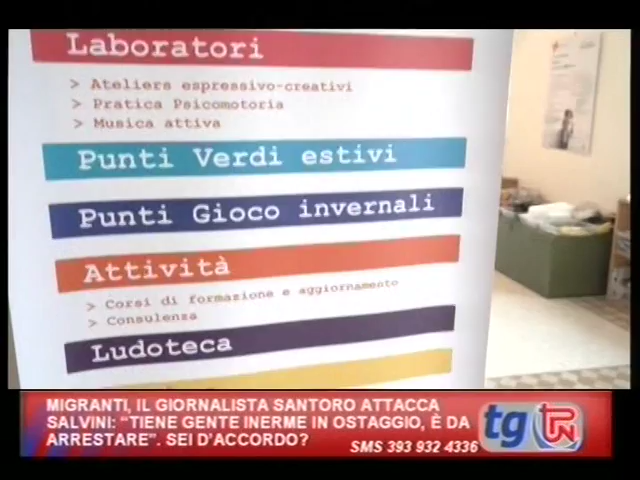 Laboratori
> Ateliers espressivo-creativi
> Pratica Psicomotoria
> Musica attiva
Punti Verdi estivi
Punti Gioco invernali
Attività
> Corsi di formazione e aggiornamento
> Consulenza
Ludoteca
MIGRANTI, IL GIORNALISTA SANTORO ATTACCA
SALVINI: “TIENE GENTE INERME IN OSTAGGIO, È DA
ARRESTARE”. SEI D’ACCORDO?
SMS 393 932 4336
tg